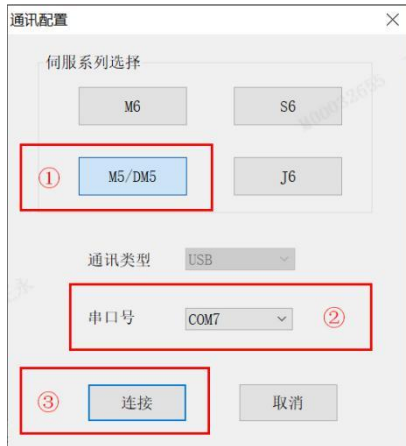 通讯配置
伺服系列选择
M6 S6
① M5/DM5 J6
通讯类型 USB
串口号 COM7 ②
③ 连接 取消